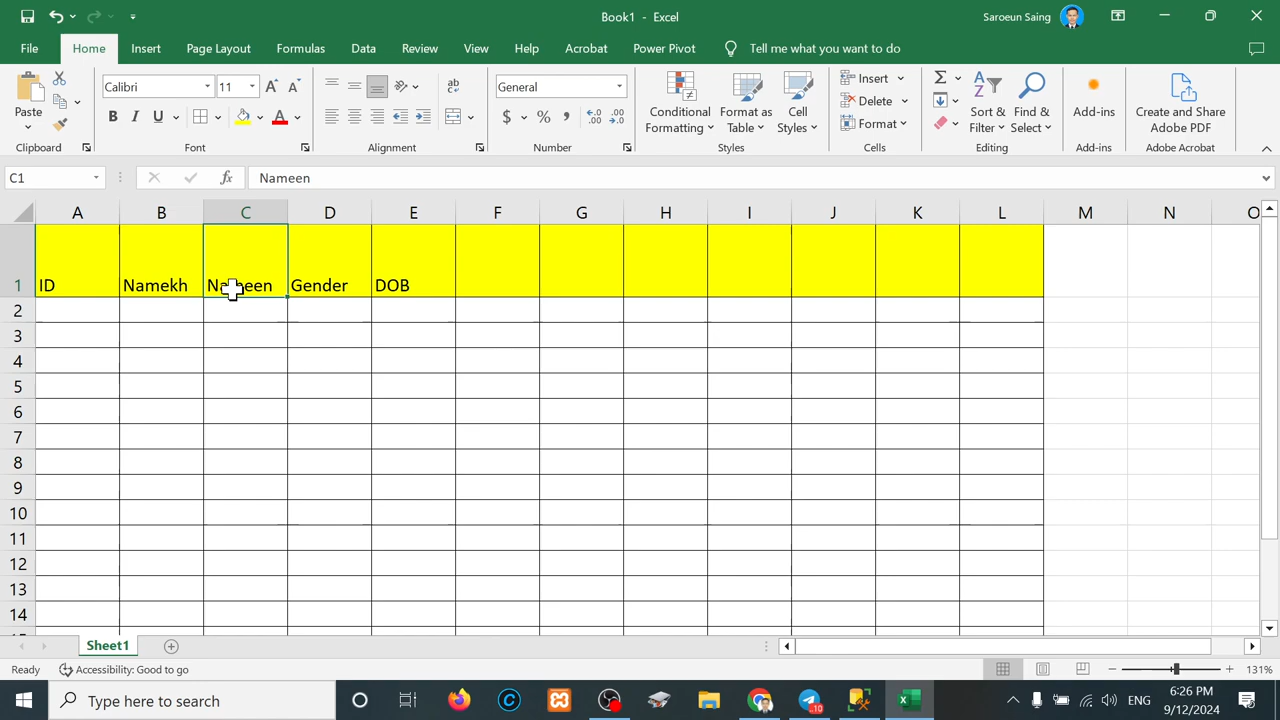 Book1 - Excel
Saroeun Saing
File Home Insert Page Layout Formulas Data Review View Help Acrobat Power Pivot Tell me what you want to do
Paste
Calibri 11
B I U
General
$ % ,
Conditional Formatting
Format as Table
Cell Styles
Insert
Delete
Format
Sort & Filter
Find & Select
Add-ins
Create and Share Adobe PDF
Clipboard Font Alignment Number Styles Cells Editing Add-ins Adobe Acrobat
C1 fx Nameen
A B C D E F G H I J K L M N O
1 ID Namekh Nameen Gender DOB
2
3
4
5
6
7
8
9
10
11
12
13
14
15
Sheet1
Ready Accessibility: Good to go 131%
Type here to search
10
ENG
6:26 PM
9/12/2024